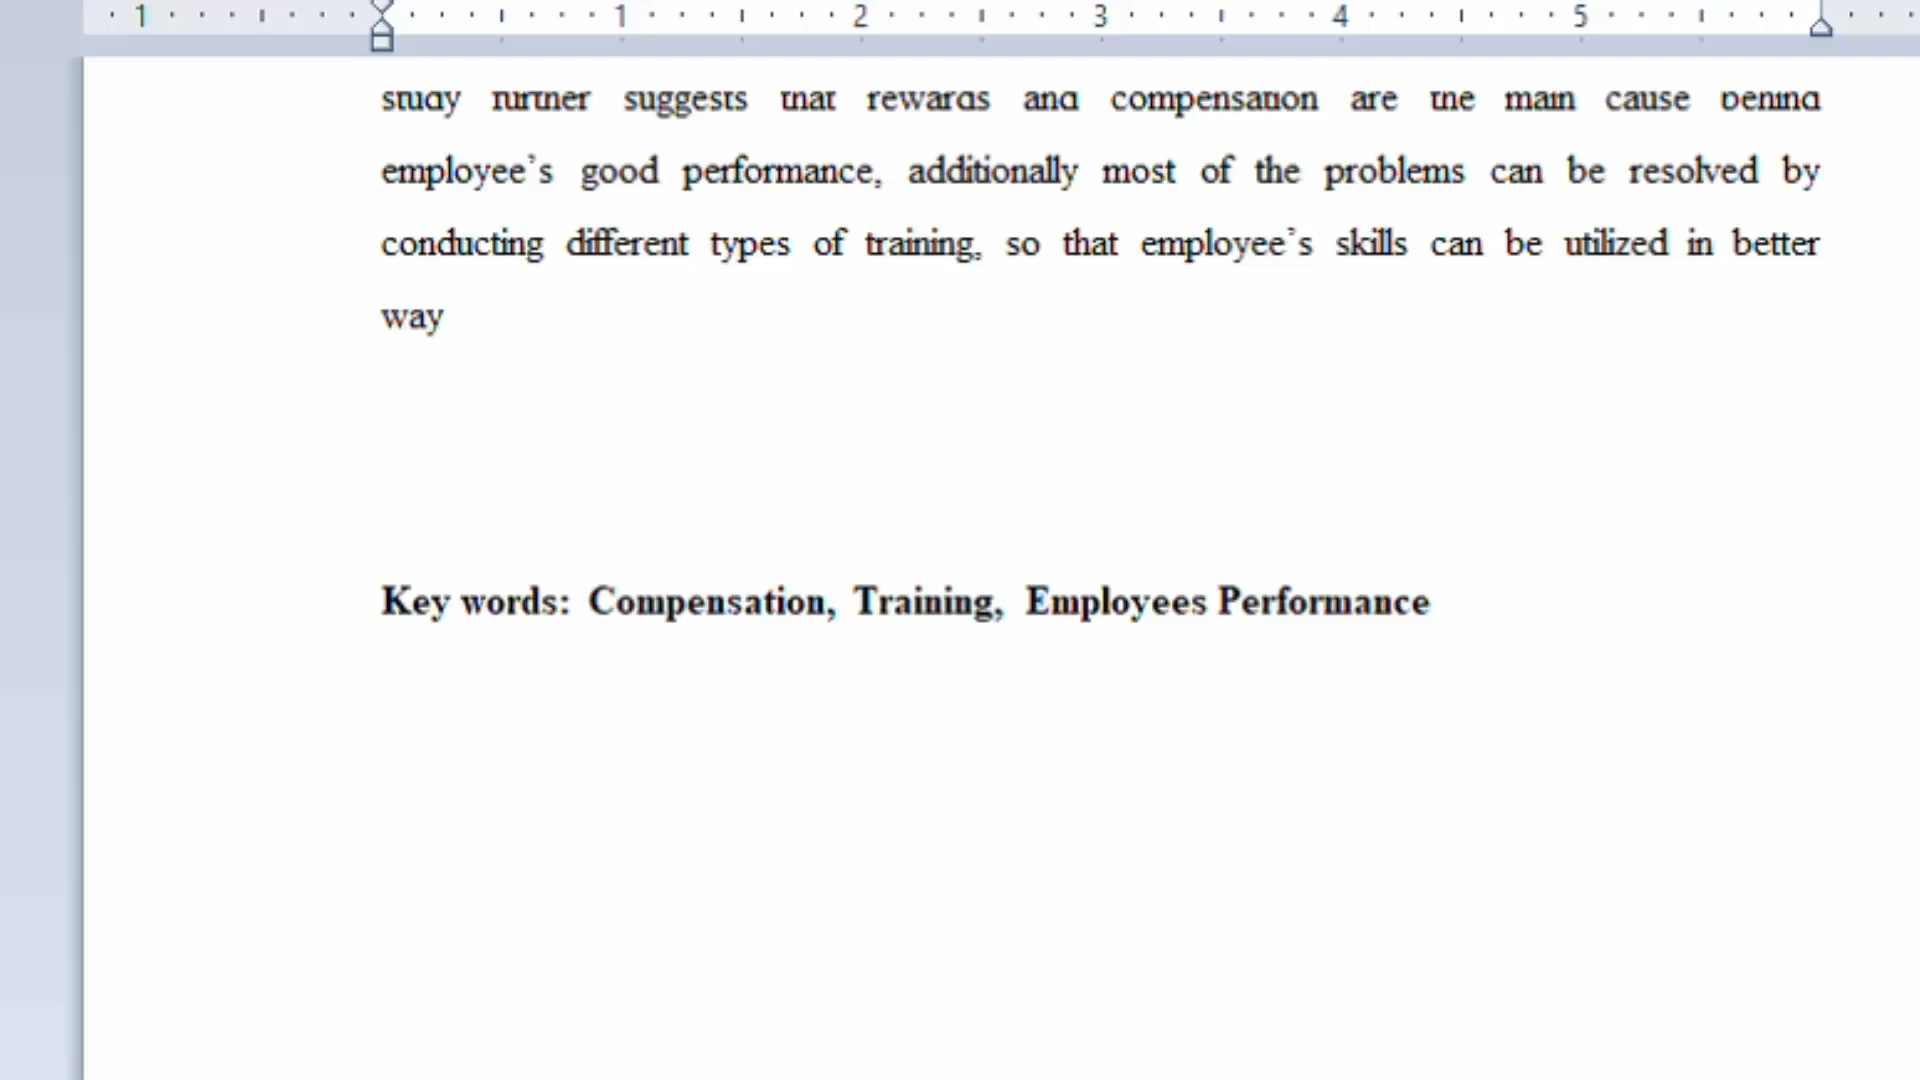 1 1 2 3 4 5
study further suggests that rewards and compensation are the main cause behind
employee’s good performance, additionally most of the problems can be resolved by
conducting different types of training, so that employee’s skills can be utilized in better
way
Key words: Compensation, Training, Employees Performance